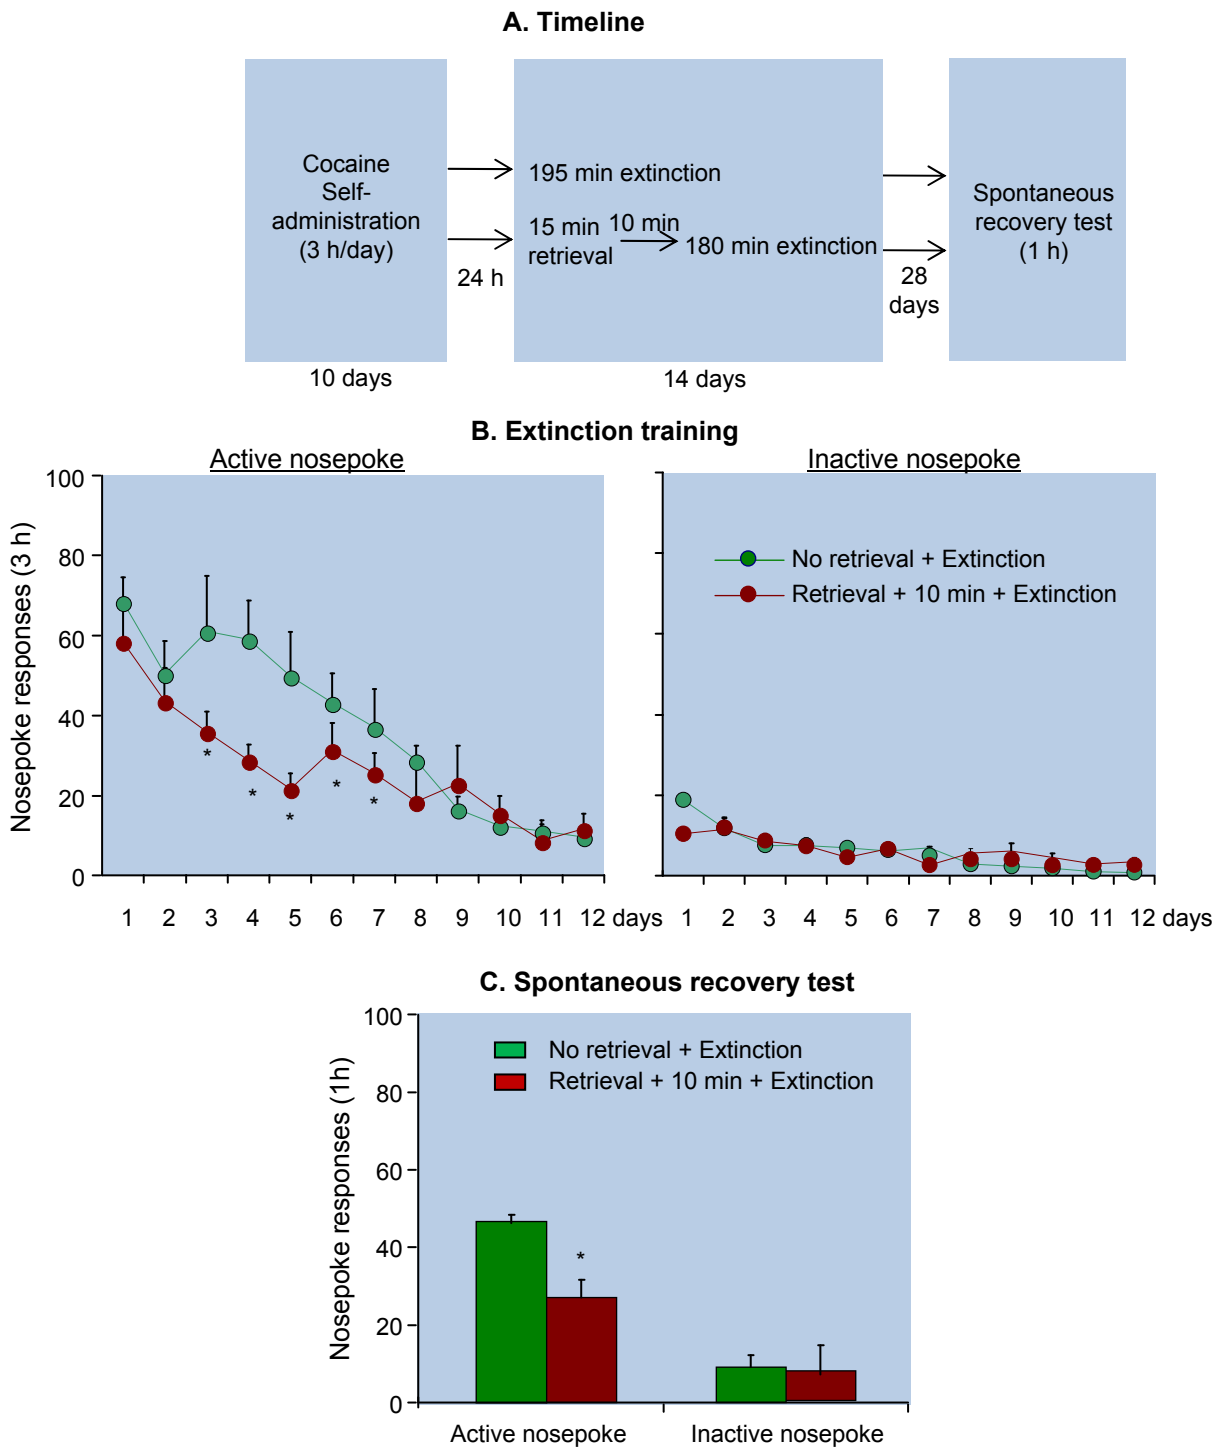 A. Timeline
Cocaine
Self-
administration
(3 h/day)
24 h
195 min extinction
15 min
retrieval
10 min
180 min extinction
28
days
Spontaneous
recovery test
(1 h)
10 days
14 days
B. Extinction training
Active nosepoke
Inactive nosepoke
Nosepoke responses (3 h)
100
80
60
40
20
0
*
*
*
*
*
1 2 3 4 5 6 7 8 9 10 11 12 days
No retrieval + Extinction
Retrieval + 10 min + Extinction
1 2 3 4 5 6 7 8 9 10 11 12 days
C. Spontaneous recovery test
Nosepoke responses (1h)
100
80
60
40
20
0
No retrieval + Extinction
Retrieval + 10 min + Extinction
*
Active nosepoke
Inactive nosepoke